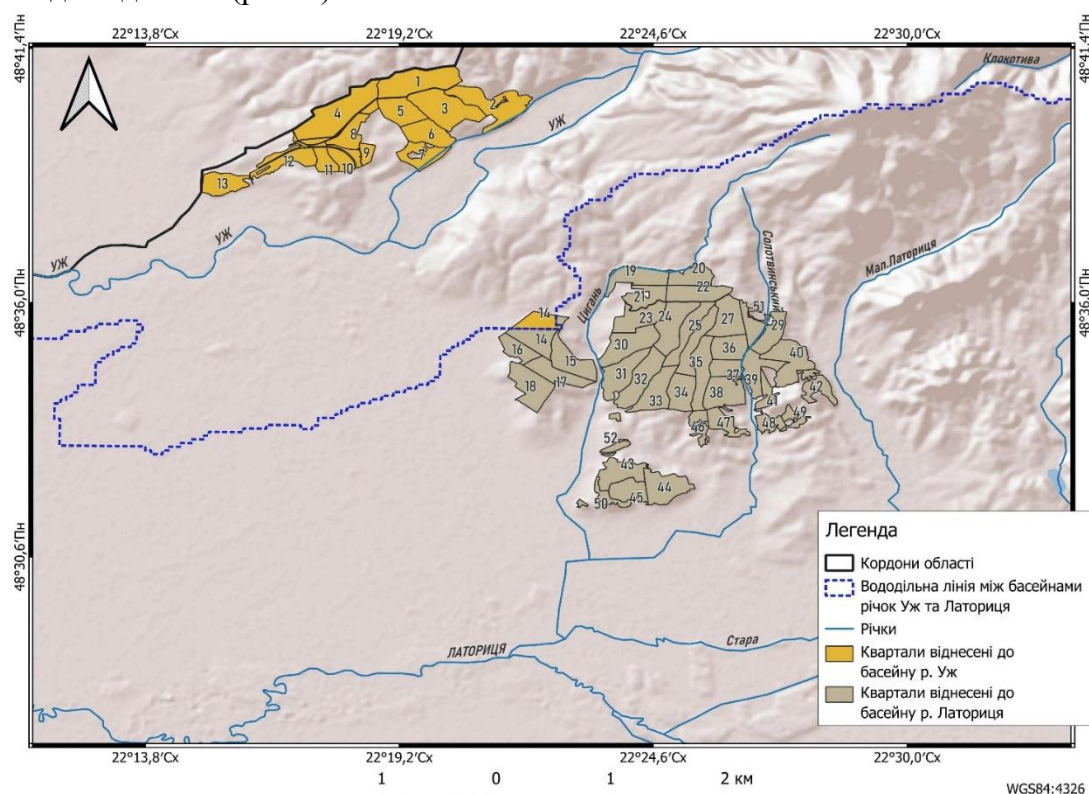 22°13,8'Сх 22°19,2'Сх 22°24,6'Сх 22°30,0'Сх
48°41,4'Пн 48°41,4'Пн
Клокотива
1
4 5 3 2
8 6
УЖ
7
12 9
11 10
13
УЖ
УЖ
Солотвинський
Мал.Латориця
48°36,0'Пн 48°36,0'Пн
19 20
Цигань
21 22
14 51
23 24 25 27 29
14
16 30 36 40
15
31 32 35 37 39 42
18 17 34 38
33 41
46 47 48 49
52
43
44
50 45
48°30,6'Пн 48°30,6'Пн
ЛАТОРИЦЯ
Стара
Легенда
Кордони області
Вододільна лінія між басейнами
річок Уж та Латориця
Річки
Квартали віднесені до
басейну р. Уж
Квартали віднесені до
басейну р. Латориця
22°13,8'Сх 22°19,2'Сх 22°24,6'Сх 22°30,0'Сх
1 0 1 2 км
WGS84:4326